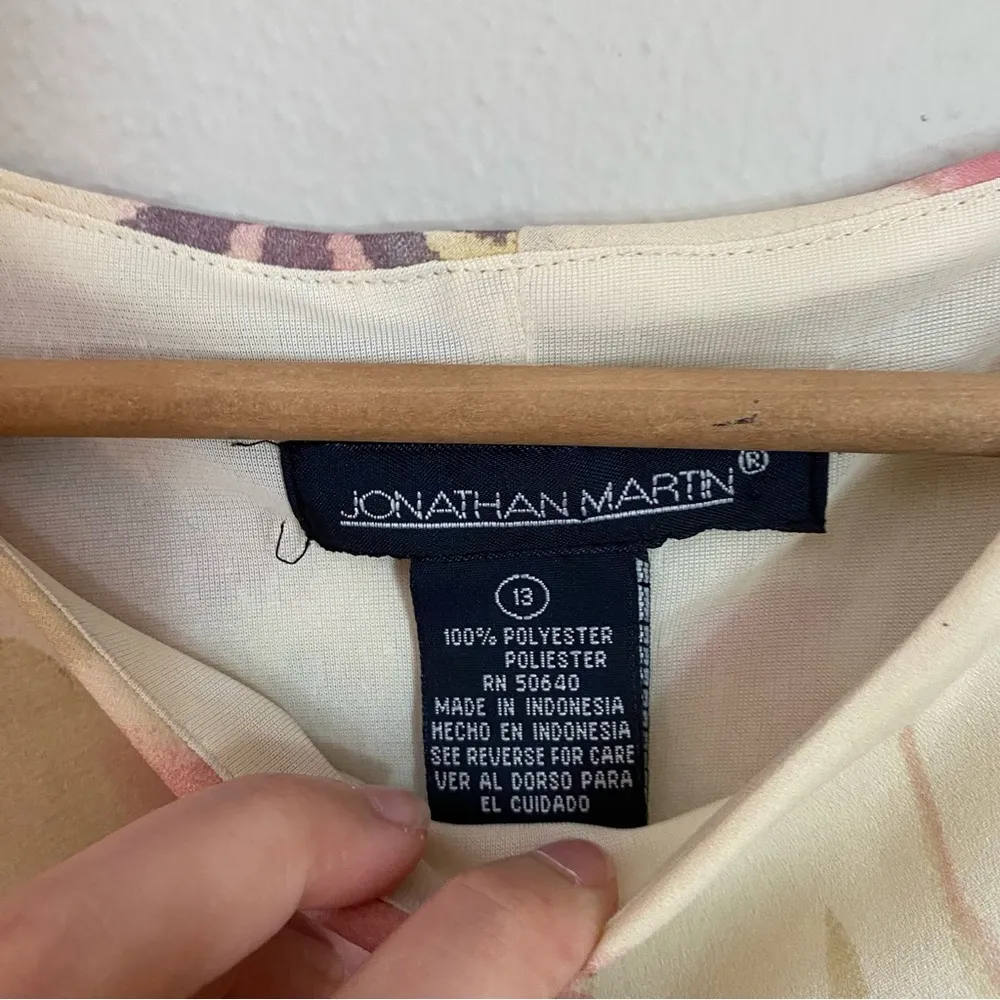 JONATHAN MARTIN®
13
100% POLYESTER
POLIESTER
RN 50640
MADE IN INDONESIA
HECHO EN INDONESIA
SEE REVERSE FOR CARE
VER AL DORSO PARA
EL CUIDADO